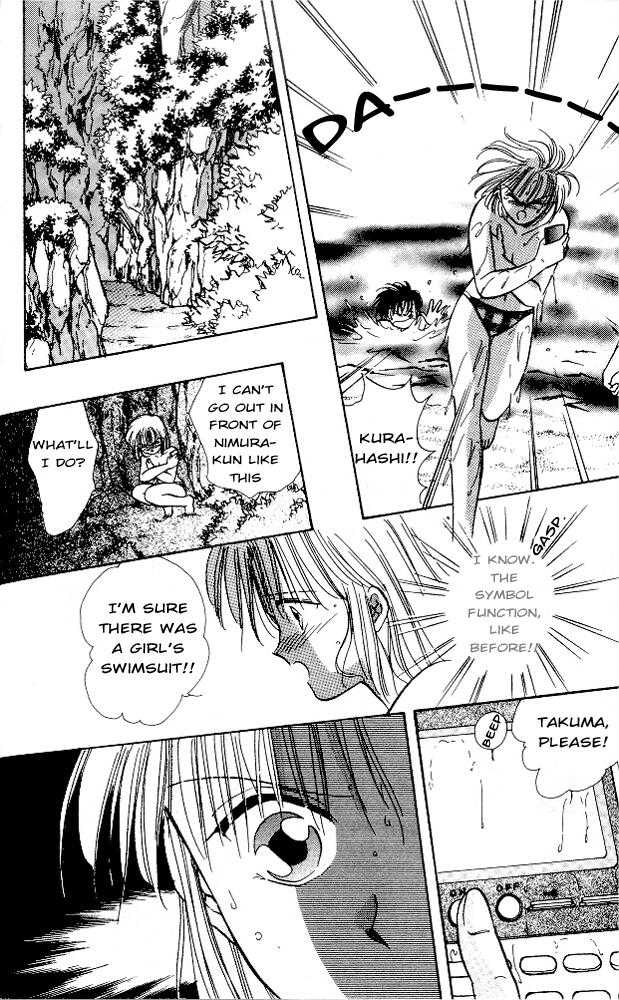 DA
KURA-
HASHI!!
I CAN'T
GO OUT IN
FRONT OF
NIMURA-
KUN LIKE
THIS
WHAT'LL
I DO?
GASP.
I KNOW.
THE
SYMBOL
FUNCTION,
LIKE
BEFORE!!
I'M SURE
THERE WAS
A GIRL'S
SWIMSUIT!!
TAKUMA,
PLEASE!
BEEP
ON OFF